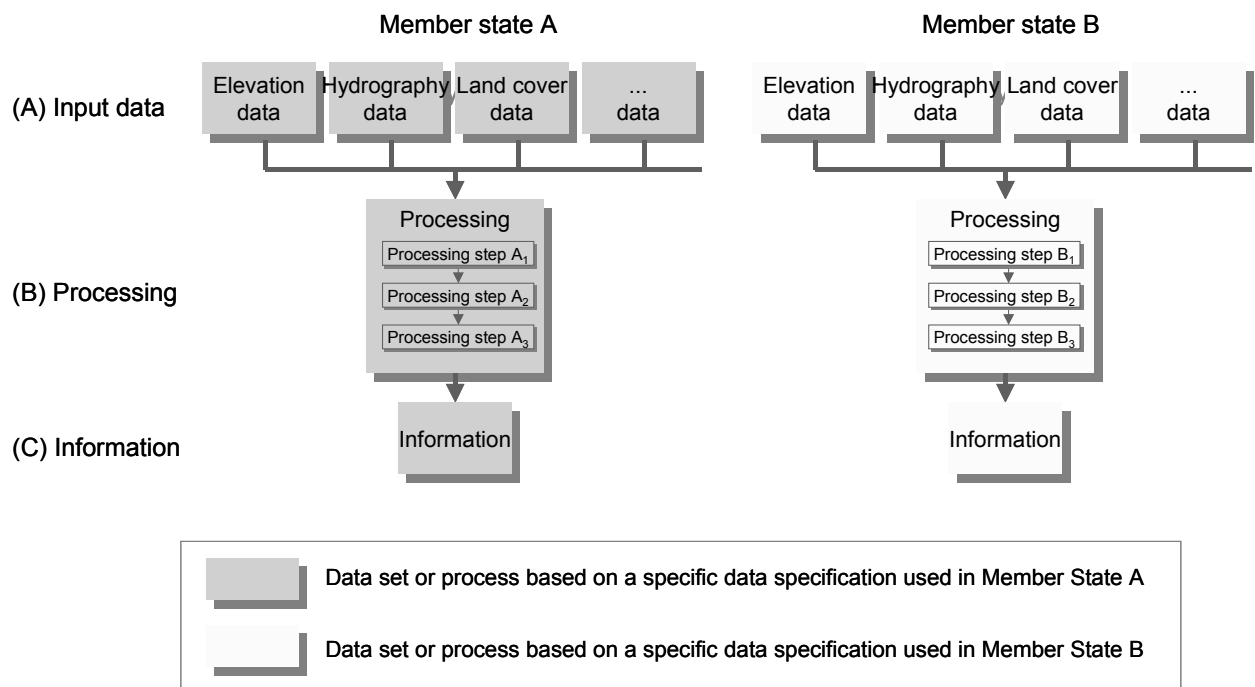 Member state A
Member state B
(A) Input data
Elevation
data
Hydrography
data
Land cover
data
...
data
Elevation
data
Hydrography
data
Land cover
data
...
data
(B) Processing
Processing
Processing step A1
Processing step A2
Processing step A3
Processing
Processing step B1
Processing step B2
Processing step B3
(C) Information
Information
Information
Data set or process based on a specific data specification used in Member State A
Data set or process based on a specific data specification used in Member State B